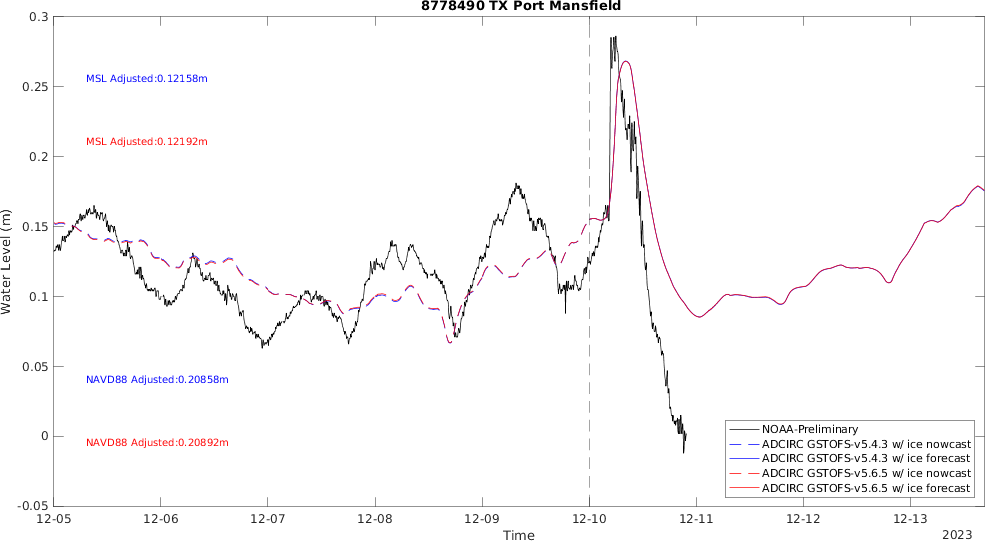 8778490 TX Port Mansfield
0.3
0.25
0.2
0.15
0.1
0.05
0
-0.05
Water Level (m)
MSL Adjusted:0.12158m
MSL Adjusted:0.12192m
NAVD88 Adjusted:0.20858m
NAVD88 Adjusted:0.20892m
NOAA-Preliminary
ADCIRC GSTOFS-v5.4.3 w/ ice nowcast
ADCIRC GSTOFS-v5.4.3 w/ ice forecast
ADCIRC GSTOFS-v5.6.5 w/ ice nowcast
ADCIRC GSTOFS-v5.6.5 w/ ice forecast
12-05 12-06 12-07 12-08 12-09 12-10 12-11 12-12 12-13
Time
2023